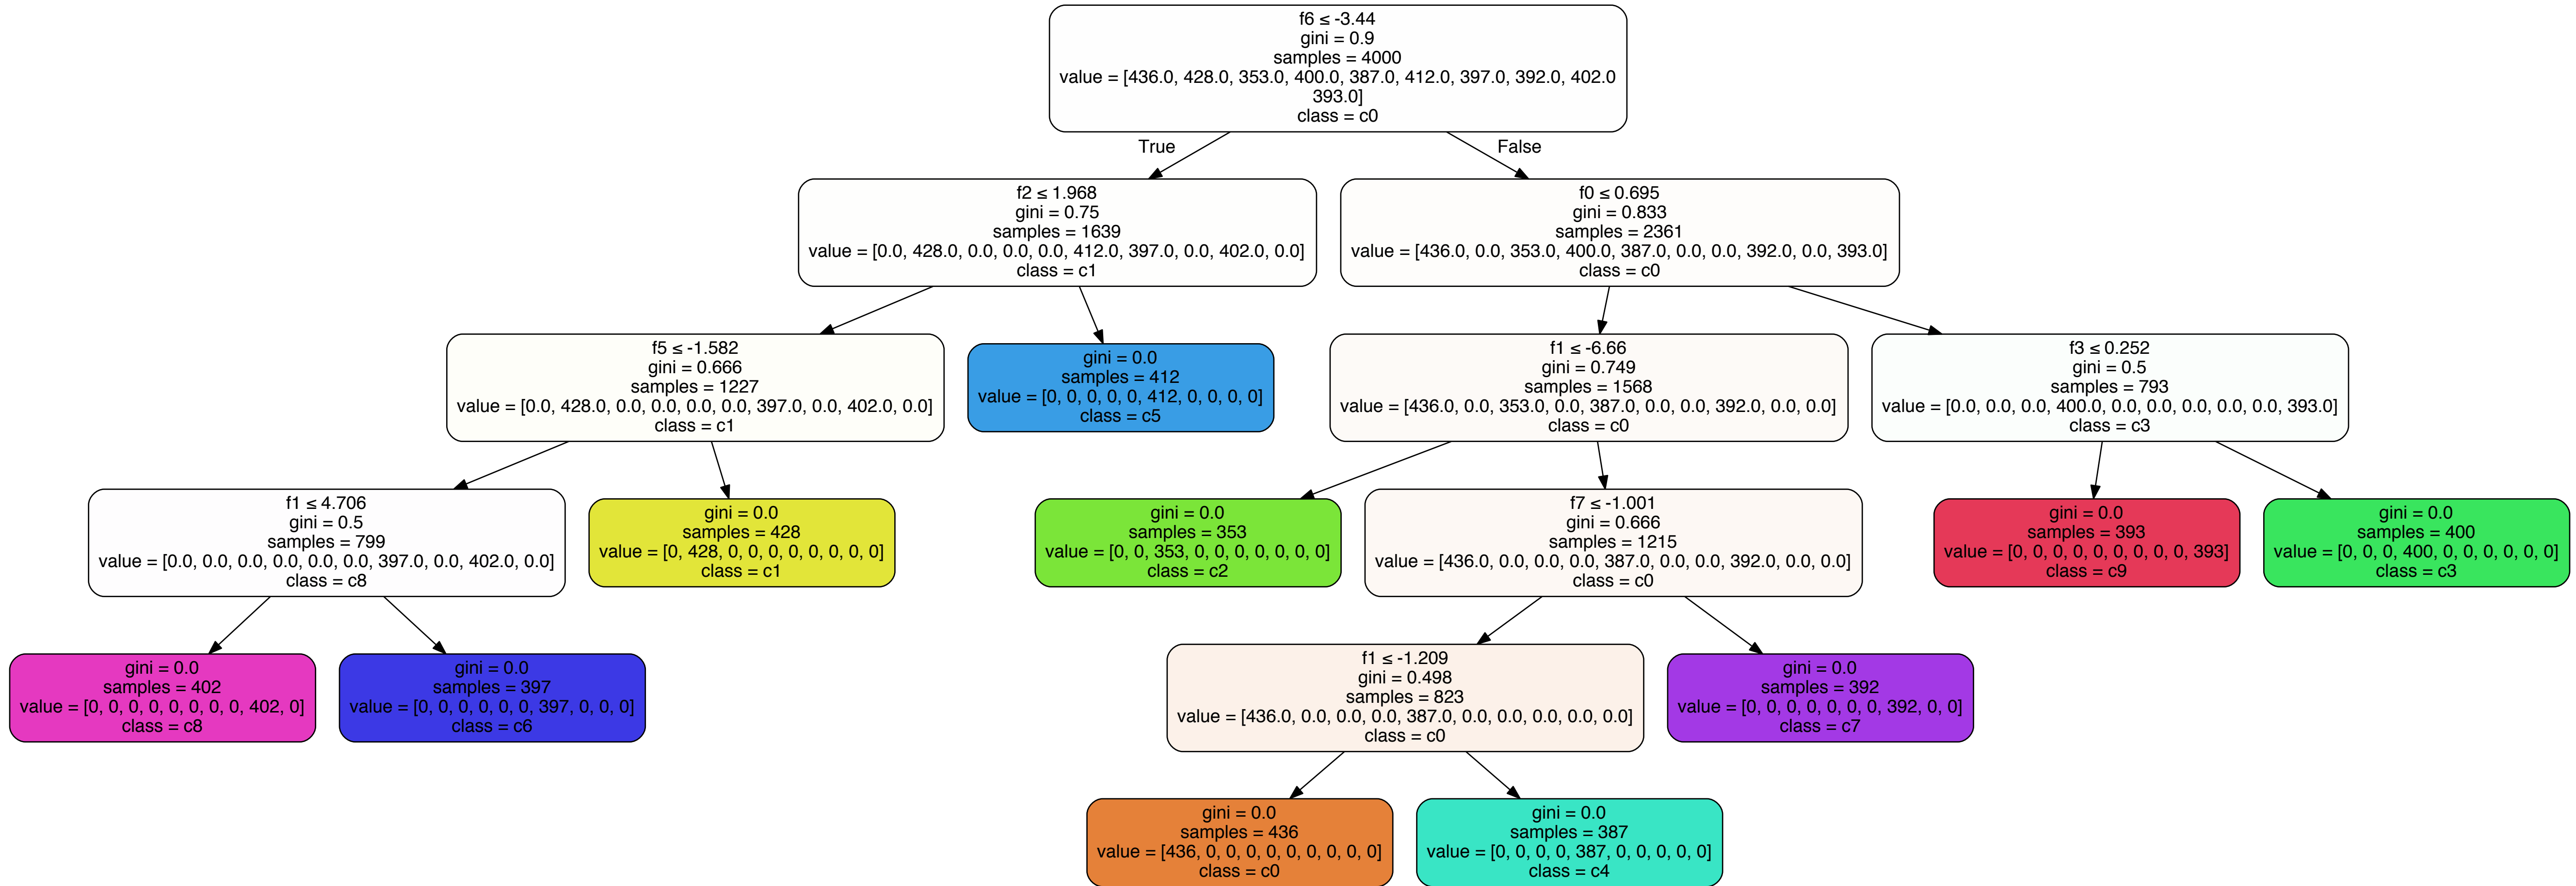 f6 ≤ -3.44
gini = 0.9
samples = 4000
value = [436.0, 428.0, 353.0, 400.0, 387.0, 412.0, 397.0, 392.0, 402.0
393.0]
class = c0
True
False
f2 ≤ 1.968
gini = 0.75
samples = 1639
value = [0.0, 428.0, 0.0, 0.0, 0.0, 412.0, 397.0, 0.0, 402.0, 0.0]
class = c1
f0 ≤ 0.695
gini = 0.833
samples = 2361
value = [436.0, 0.0, 353.0, 400.0, 387.0, 0.0, 0.0, 392.0, 0.0, 393.0]
class = c0
f5 ≤ -1.582
gini = 0.666
samples = 1227
value = [0.0, 428.0, 0.0, 0.0, 0.0, 0.0, 397.0, 0.0, 402.0, 0.0]
class = c1
gini = 0.0
samples = 412
value = [0, 0, 0, 0, 0, 412, 0, 0, 0, 0]
class = c5
f1 ≤ -6.66
gini = 0.749
samples = 1568
value = [436.0, 0.0, 353.0, 0.0, 387.0, 0.0, 0.0, 392.0, 0.0, 0.0]
class = c0
f3 ≤ 0.252
gini = 0.5
samples = 793
value = [0.0, 0.0, 0.0, 400.0, 0.0, 0.0, 0.0, 0.0, 0.0, 393.0]
class = c3
f1 ≤ 4.706
gini = 0.5
samples = 799
value = [0.0, 0.0, 0.0, 0.0, 0.0, 0.0, 397.0, 0.0, 402.0, 0.0]
class = c8
gini = 0.0
samples = 428
value = [0, 428, 0, 0, 0, 0, 0, 0, 0, 0]
class = c1
gini = 0.0
samples = 353
value = [0, 0, 353, 0, 0, 0, 0, 0, 0, 0]
class = c2
f7 ≤ -1.001
gini = 0.666
samples = 1215
value = [436.0, 0.0, 0.0, 0.0, 387.0, 0.0, 0.0, 392.0, 0.0, 0.0]
class = c0
gini = 0.0
samples = 393
value = [0, 0, 0, 0, 0, 0, 0, 0, 0, 393]
class = c9
gini = 0.0
samples = 400
value = [0, 0, 0, 400, 0, 0, 0, 0, 0, 0]
class = c3
gini = 0.0
samples = 402
value = [0, 0, 0, 0, 0, 0, 0, 0, 402, 0]
class = c8
gini = 0.0
samples = 397
value = [0, 0, 0, 0, 0, 0, 397, 0, 0, 0]
class = c6
f1 ≤ -1.209
gini = 0.498
samples = 823
value = [436.0, 0.0, 0.0, 0.0, 387.0, 0.0, 0.0, 0.0, 0.0, 0.0]
class = c0
gini = 0.0
samples = 392
value = [0, 0, 0, 0, 0, 0, 0, 392, 0, 0]
class = c7
gini = 0.0
samples = 436
value = [436, 0, 0, 0, 0, 0, 0, 0, 0, 0]
class = c0
gini = 0.0
samples = 387
value = [0, 0, 0, 0, 387, 0, 0, 0, 0, 0]
class = c4